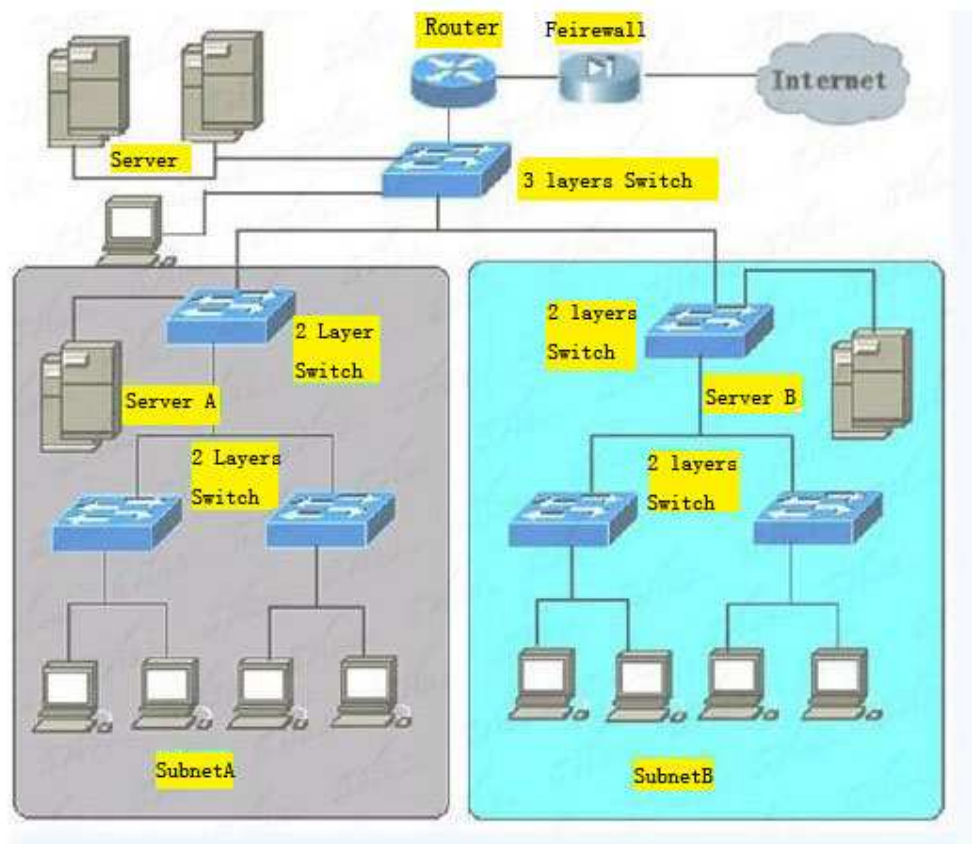 Router
Feirewall
Internet
Server
3 layers Switch
2 Layer
Switch
2 layers
Switch
Server A
Server B
2 Layers
Switch
2 layers
Switch
SubnetA
SubnetB